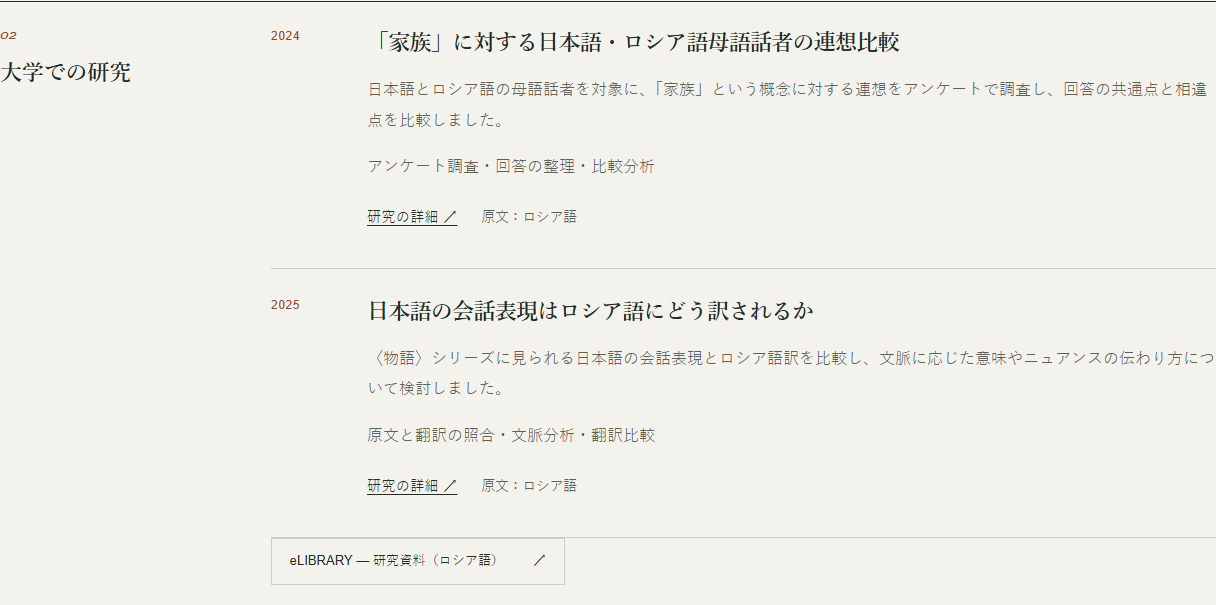 02
大学での研究
2024
「家族」に対する日本語・ロシア語母語話者の連想比較
日本語とロシア語の母語話者を対象に、「家族」という概念に対する連想をアンケートで調査し、回答の共通点と相違
点を比較しました。
アンケート調査・回答の整理・比較分析
研究の詳細 ↗ 原文：ロシア語
2025
日本語の会話表現はロシア語にどう訳されるか
〈物語〉シリーズに見られる日本語の会話表現とロシア語訳を比較し、文脈に応じた意味やニュアンスの伝わり方につ
いて検討しました。
原文と翻訳の照合・文脈分析・翻訳比較
研究の詳細 ↗ 原文：ロシア語
eLIBRARY — 研究資料（ロシア語） ↗